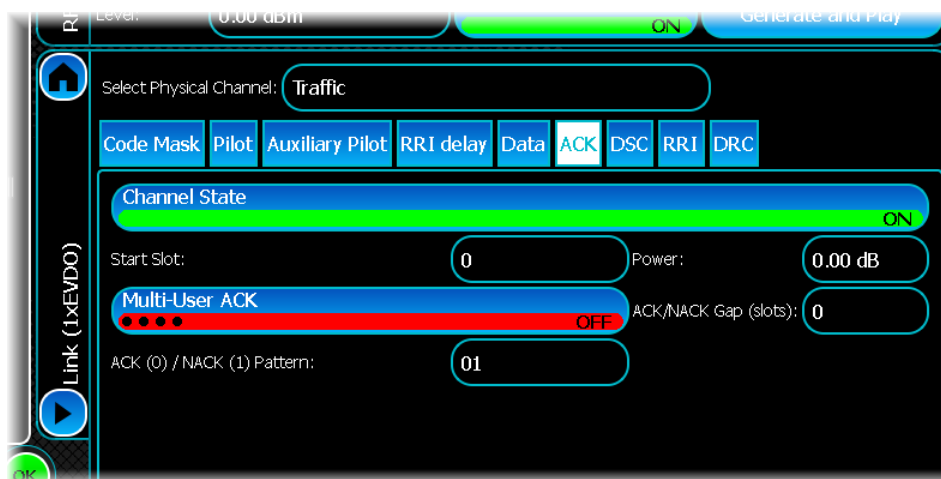 RF
Level:
0.00 dBm
ON
Generate and Play
Select Physical Channel:
Traffic
Code Mask
Pilot
Auxiliary Pilot
RRI delay
Data
ACK
DSC
RRI
DRC
Channel State
ON
Start Slot:
0
Power:
0.00 dB
Multi-User ACK
OFF
ACK/NACK Gap (slots):
0
ACK (0) / NACK (1) Pattern:
01
Link (1xEVDO)
OK